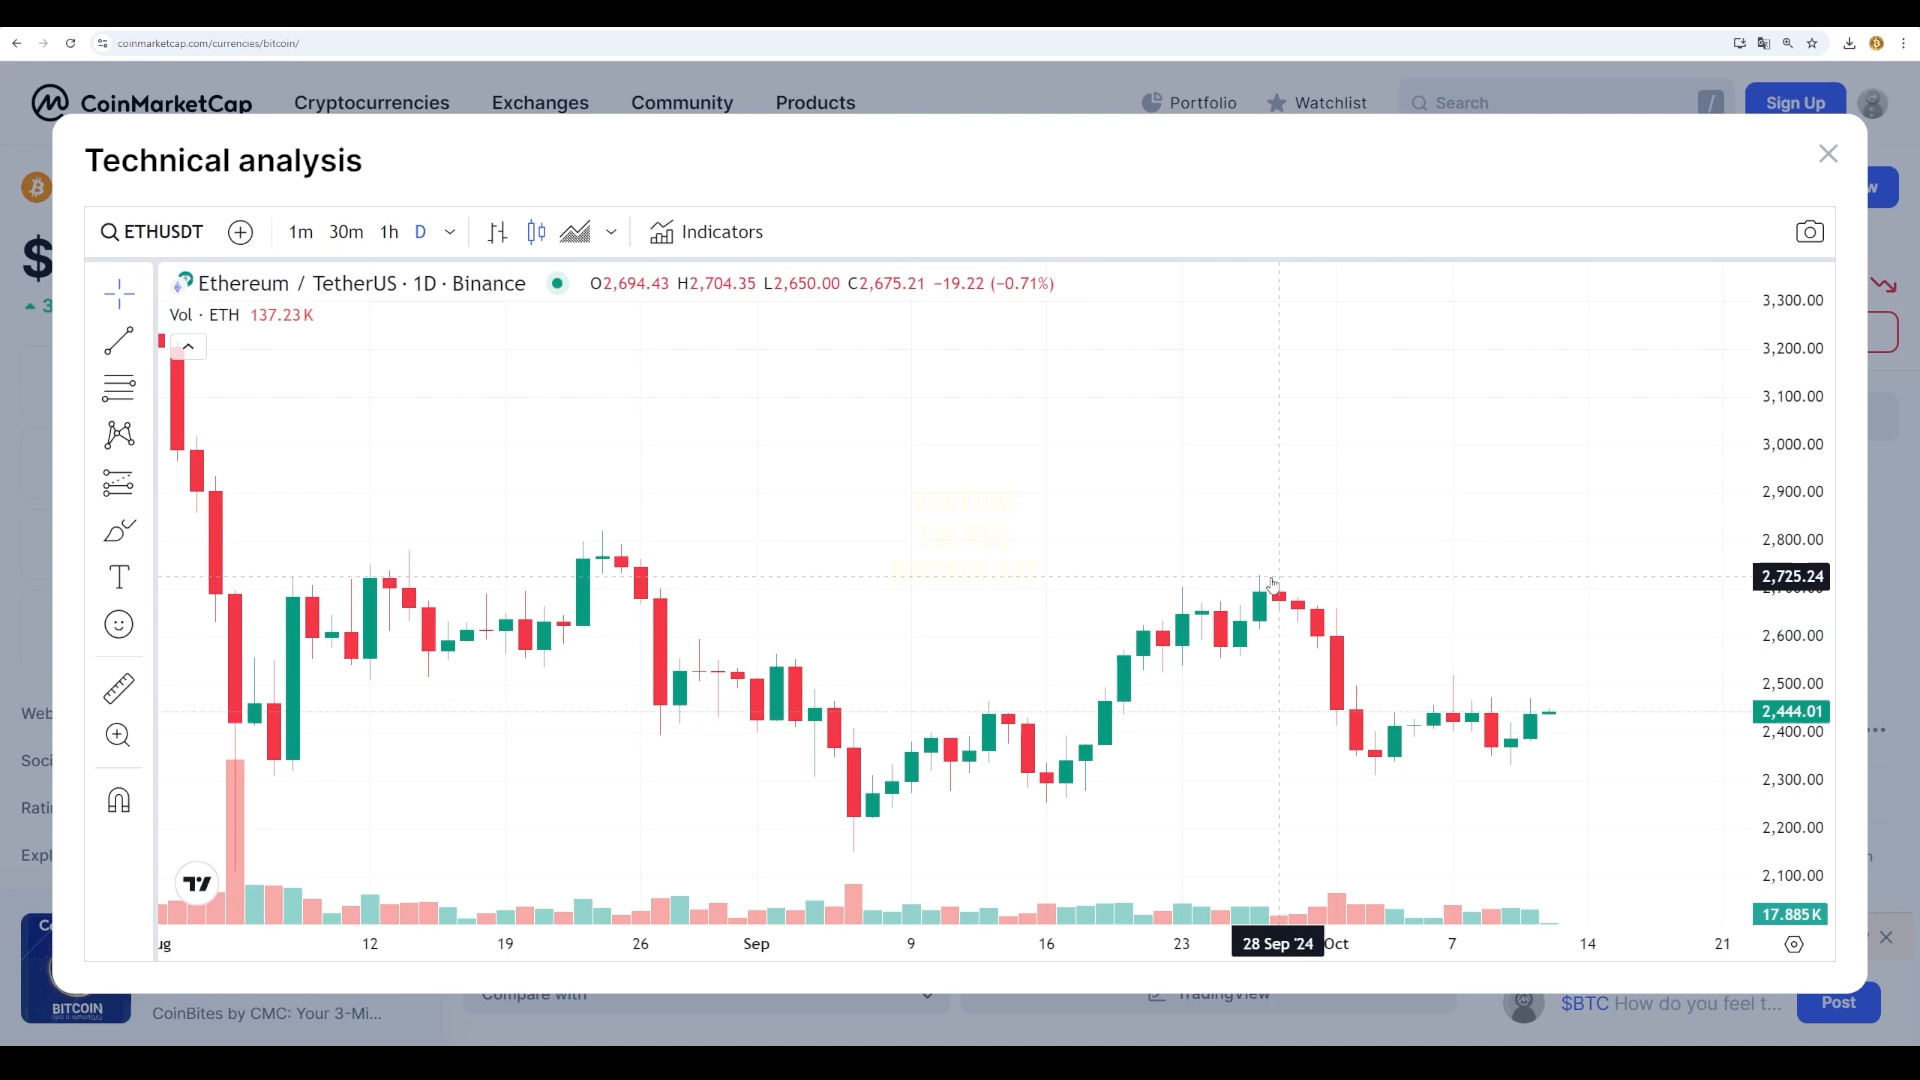 coinmarketcap.com/currencies/bitcoin/
CoinMarketCap Cryptocurrencies Exchanges Community Products Portfolio Watchlist Search / Sign Up
Technical analysis
$
3
w
ETHUSDT 1m 30m 1h D Indicators
Ethereum / TetherUS · 1D · Binance O2,694.43 H2,704.35 L2,650.00 C2,675.21 −19.22 (−0.71%)
Vol · ETH 137.23K
3,300.00
3,200.00
3,100.00
3,000.00
2,900.00
2,800.00
2,725.24
2,600.00
2,500.00
2,444.01
2,400.00
2,300.00
2,200.00
2,100.00
17.885K
ug 12 19 26 Sep 9 16 23 28 Sep '24 Oct 7 14 21
Web
Soci
Rati
Expl
BITCOIN
CoinBites by CMC: Your 3-Mi...
Compare with
TradingView
$BTC How do you feel t...
Post